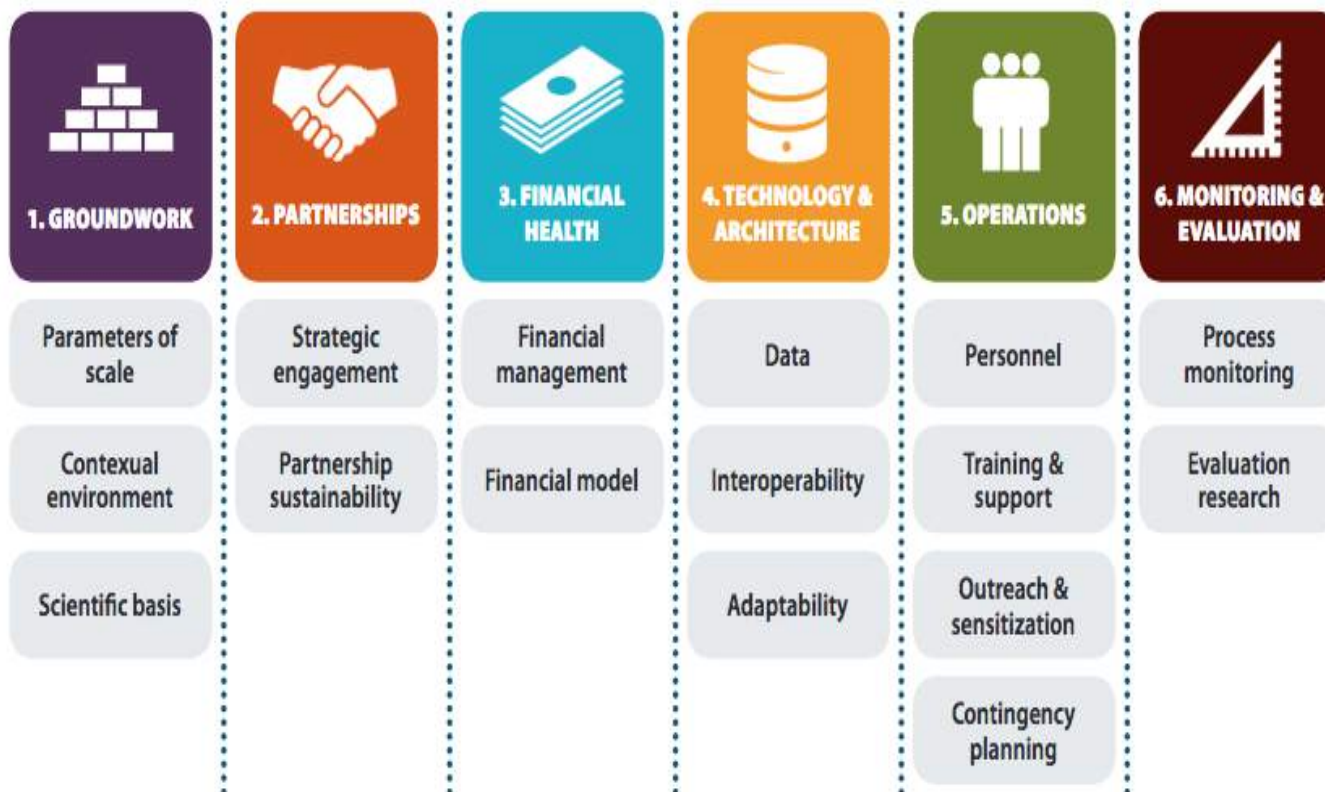 1. GROUNDWORK
Parameters of
scale
Contexual
environment
Scientific basis
2. PARTNERSHIPS
Strategic
engagement
Partnership
sustainability
3. FINANCIAL
HEALTH
Financial
management
Financial model
4. TECHNOLOGY &
ARCHITECTURE
Data
Interoperability
Adaptability
5. OPERATIONS
Personnel
Training &
support
Outreach &
sensitization
Contingency
planning
6. MONITORING &
EVALUATION
Process
monitoring
Evaluation
research